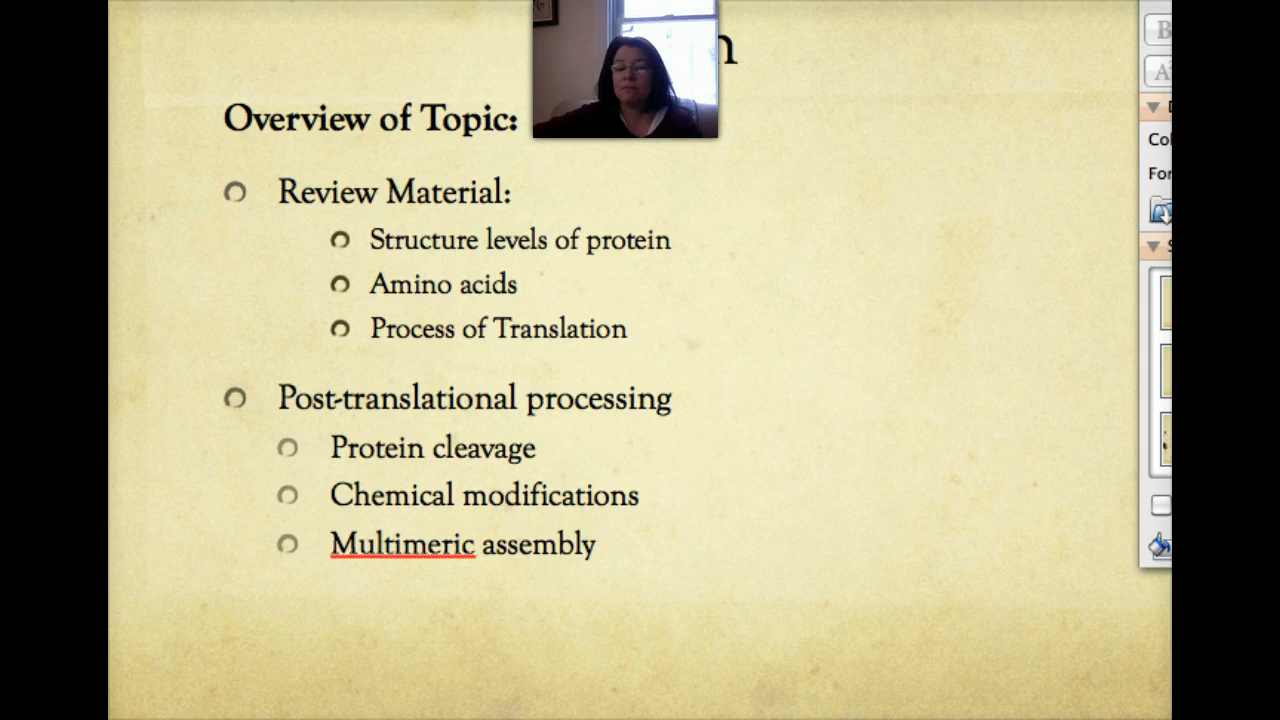 Overview of Topic:
Review Material:
Structure levels of protein
Amino acids
Process of Translation
Post-translational processing
Protein cleavage
Chemical modifications
Multimeric assembly